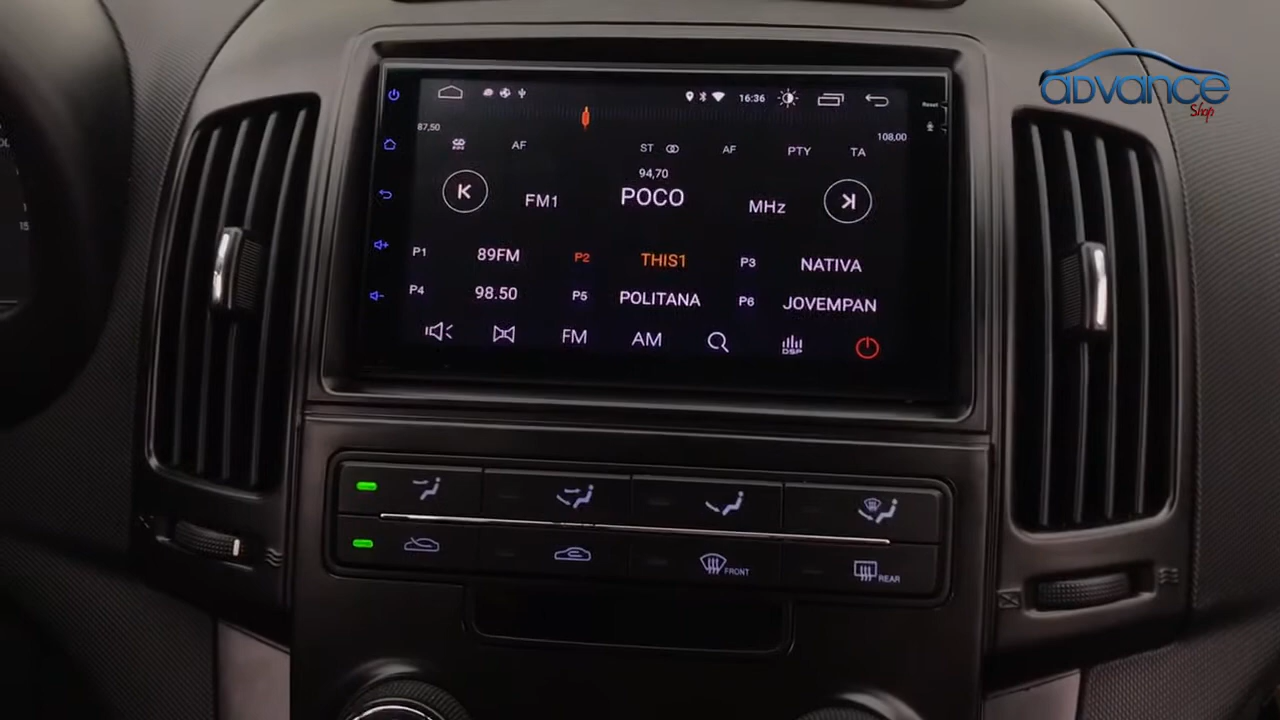 advance
Shop
16:36
Reset
87,50
108,00
AF
ST
AF
PTY
TA
94,70
FM1
POCO
MHz
P1 89FM P2 THIS1 P3 NATIVA
P4 98.50 P5 POLITANA P6 JOVEMPAN
FM AM
DSP
FRONT
REAR